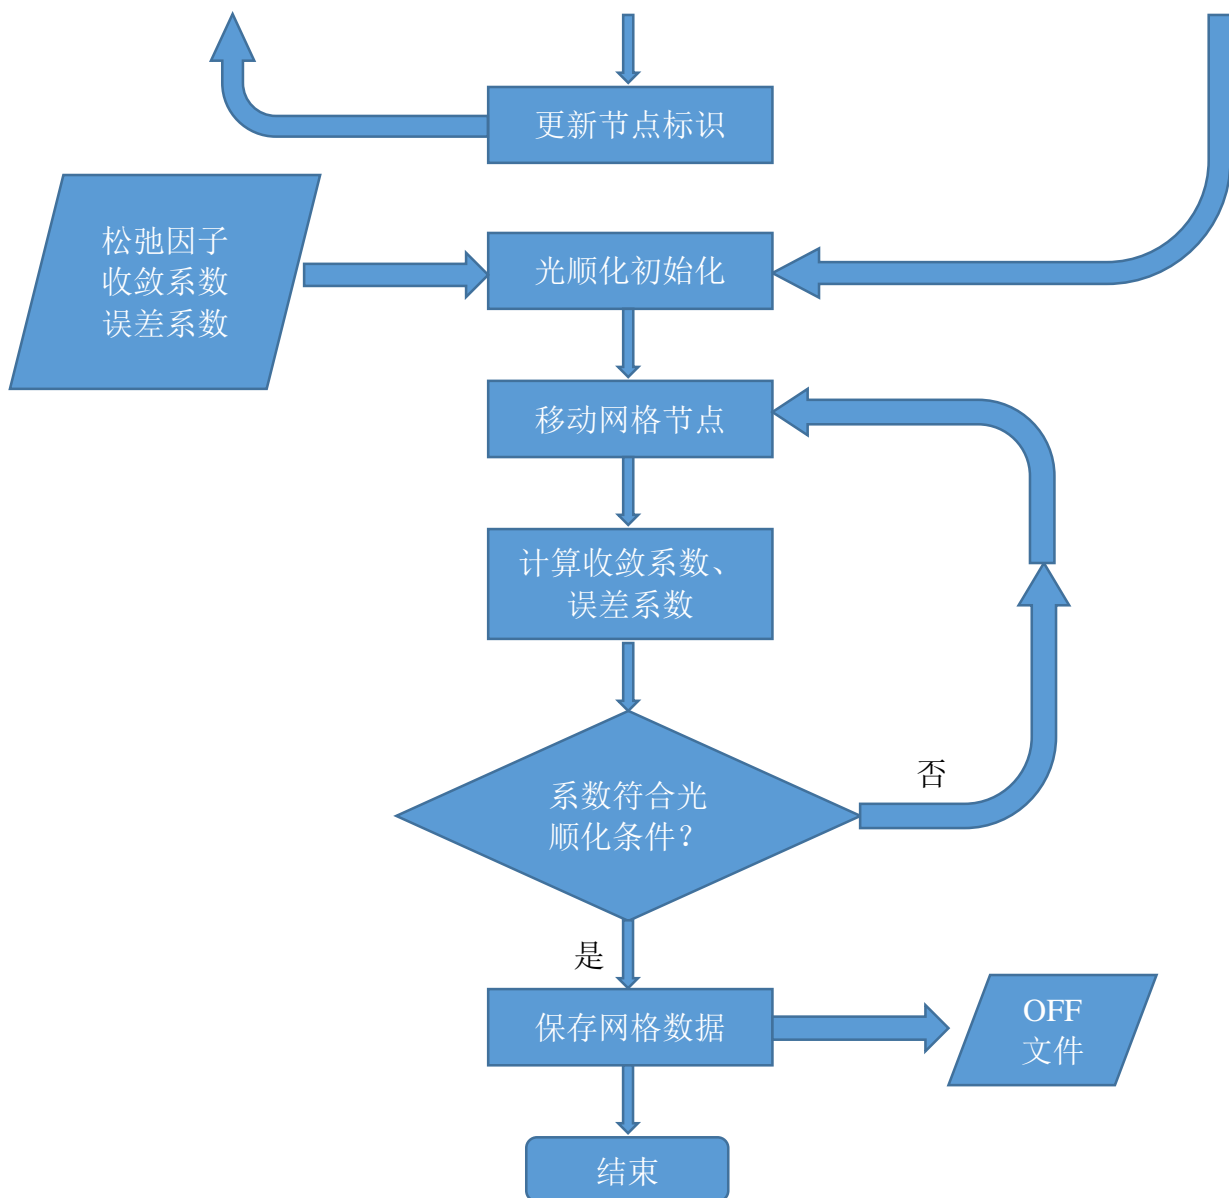 更新节点标识
松弛因子
收敛系数
误差系数
光顺化初始化
移动网格节点
计算收敛系数、
误差系数
系数符合光
顺化条件？
否
是
保存网格数据
OFF
文件
结束